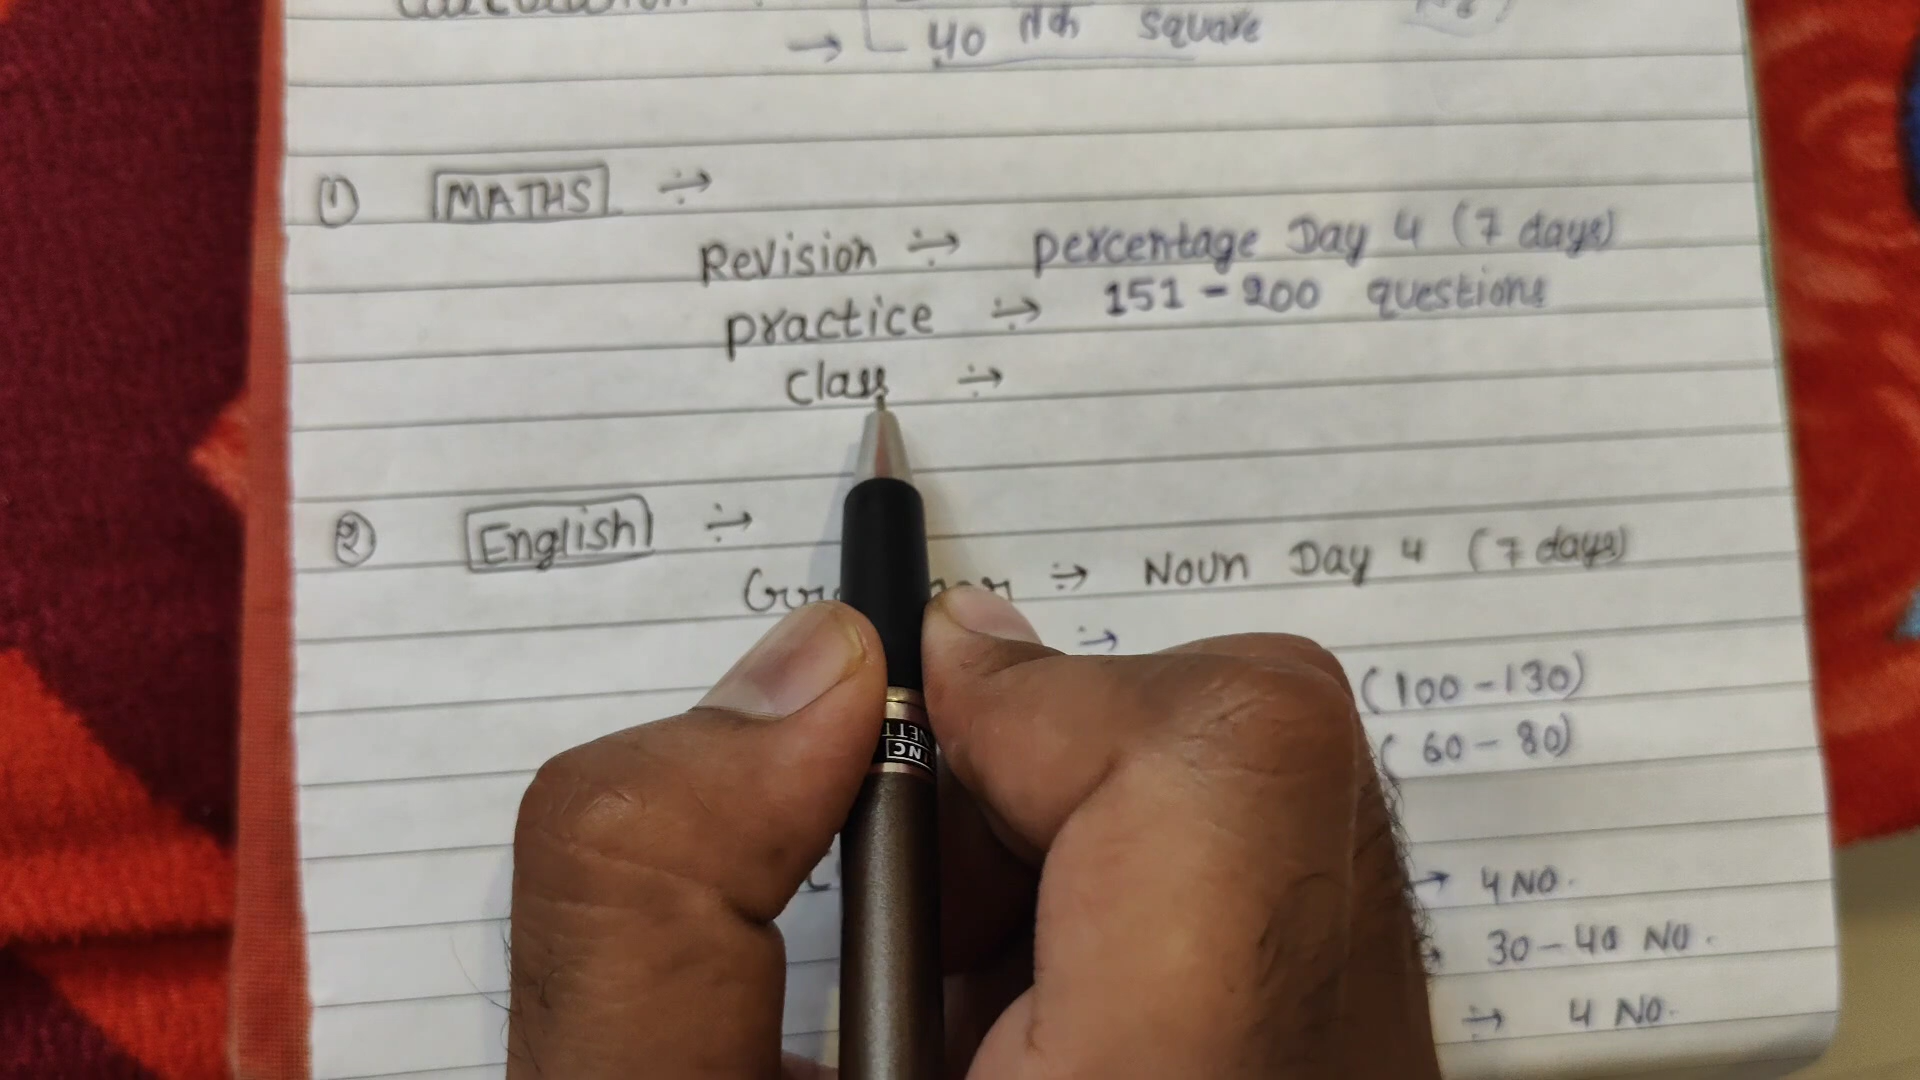 → 40 तक square
① MATHS ÷→
Revision ÷→ percentage Day 4 (7 days)
practice ÷→ 151 - 200 questions
Class ÷→
② English ÷→
÷→ Noun Day 4 (7 days)
÷→
(100 - 130)
( 60 - 80)
→ 4 NO.
30 - 40 NO.
÷→ 4 NO.